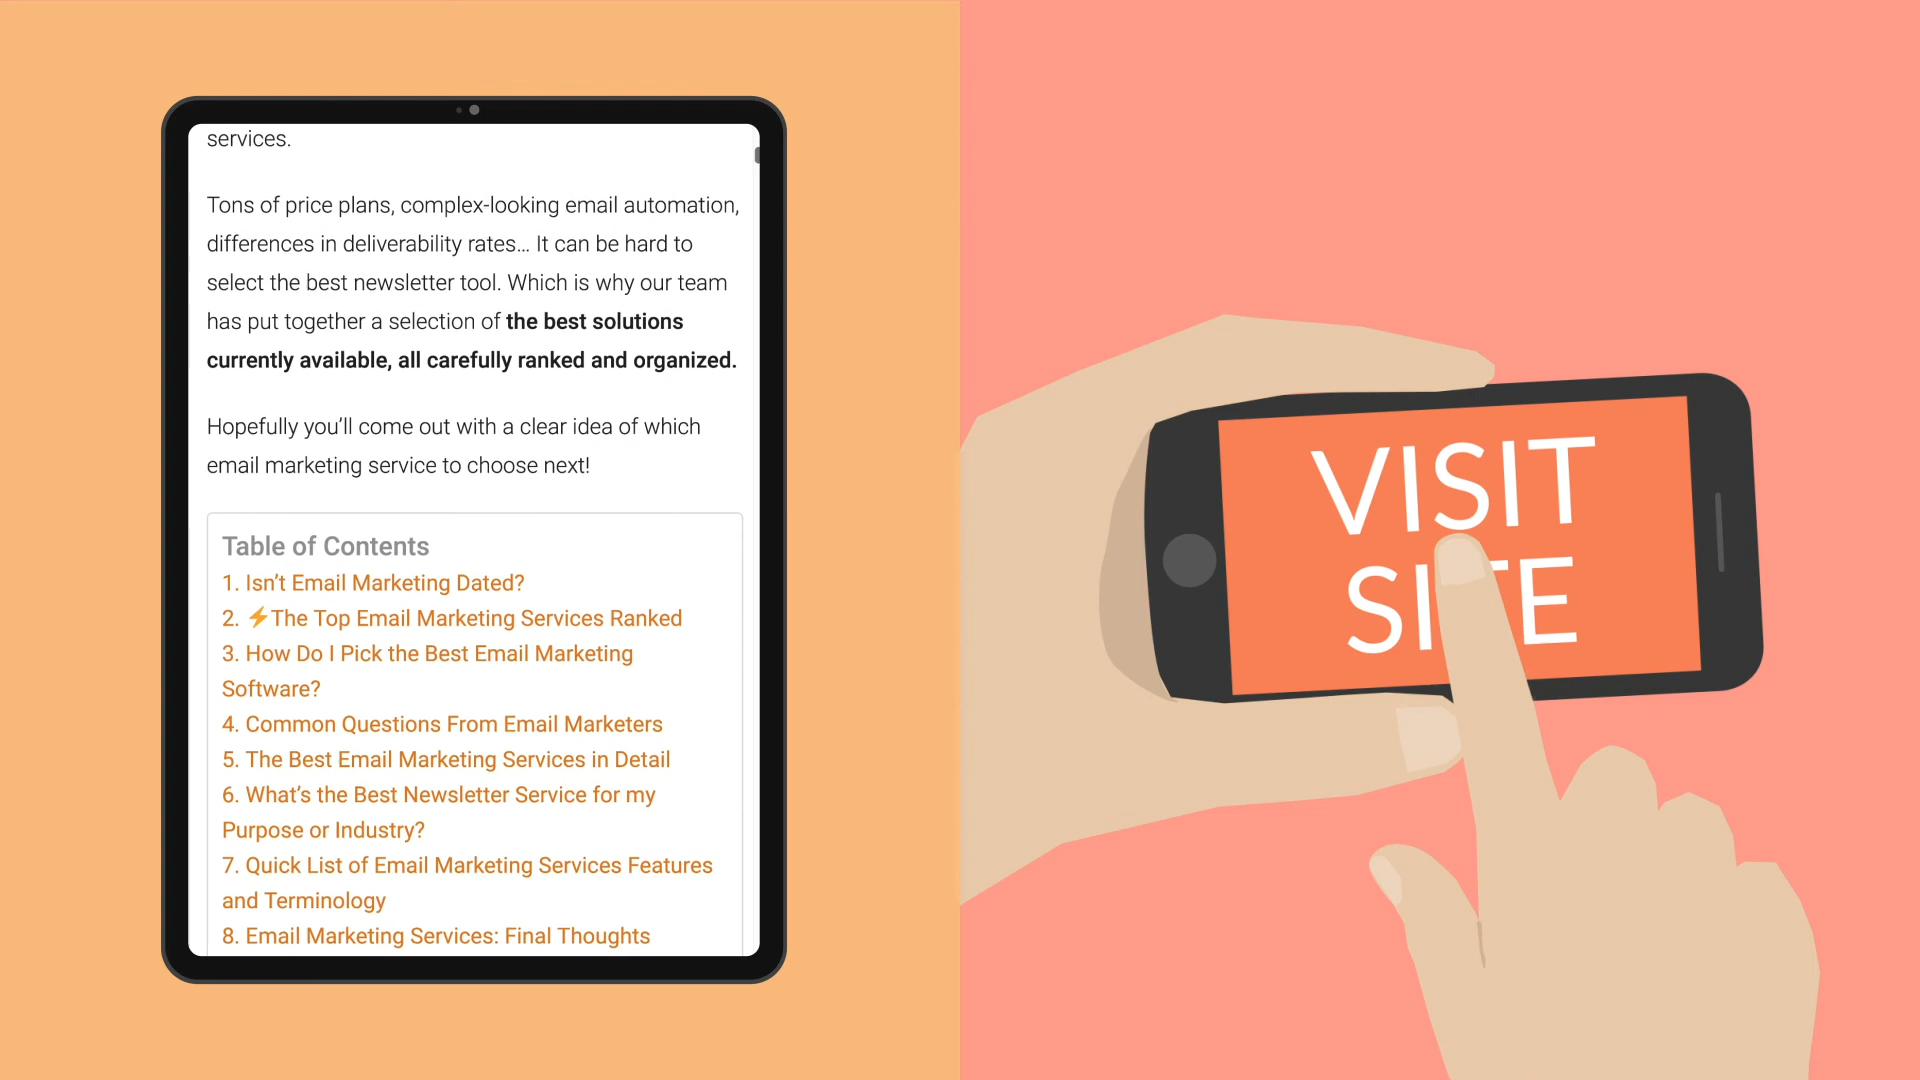 services.
Tons of price plans, complex-looking email automation,
differences in deliverability rates... It can be hard to
select the best newsletter tool. Which is why our team
has put together a selection of the best solutions
currently available, all carefully ranked and organized.
Hopefully you’ll come out with a clear idea of which
email marketing service to choose next!
Table of Contents
1. Isn’t Email Marketing Dated?
2. ⚡The Top Email Marketing Services Ranked
3. How Do I Pick the Best Email Marketing
Software?
4. Common Questions From Email Marketers
5. The Best Email Marketing Services in Detail
6. What’s the Best Newsletter Service for my
Purpose or Industry?
7. Quick List of Email Marketing Services Features
and Terminology
8. Email Marketing Services: Final Thoughts
VISIT
SITE